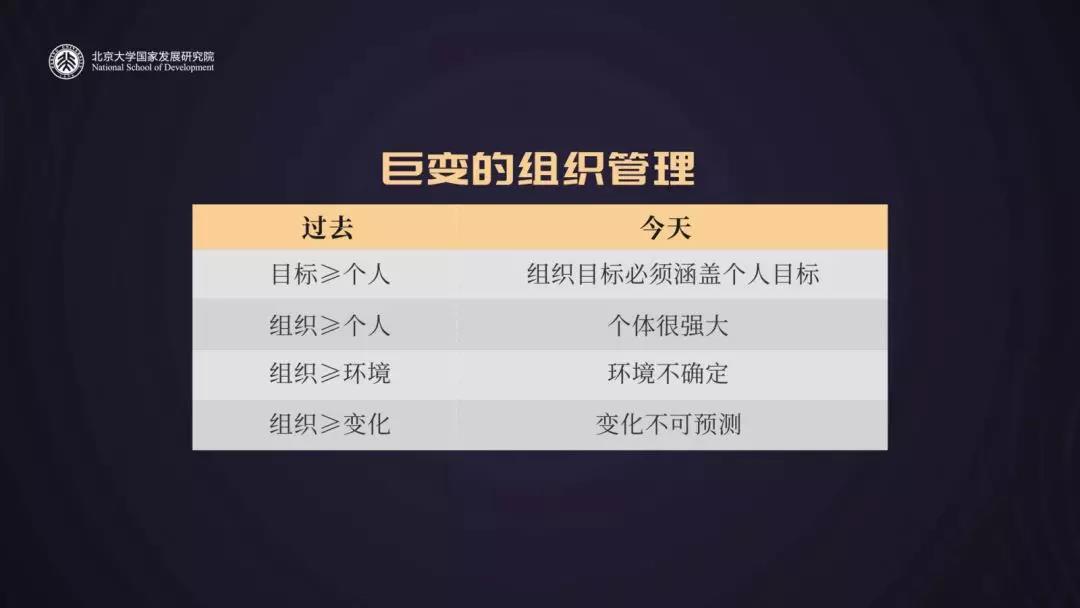 北京大学国家发展研究院
National School of Development
巨变的组织管理
过去 今天
目标≥个人 组织目标必须涵盖个人目标
组织≥个人 个体很强大
组织≥环境 环境不确定
组织≥变化 变化不可预测